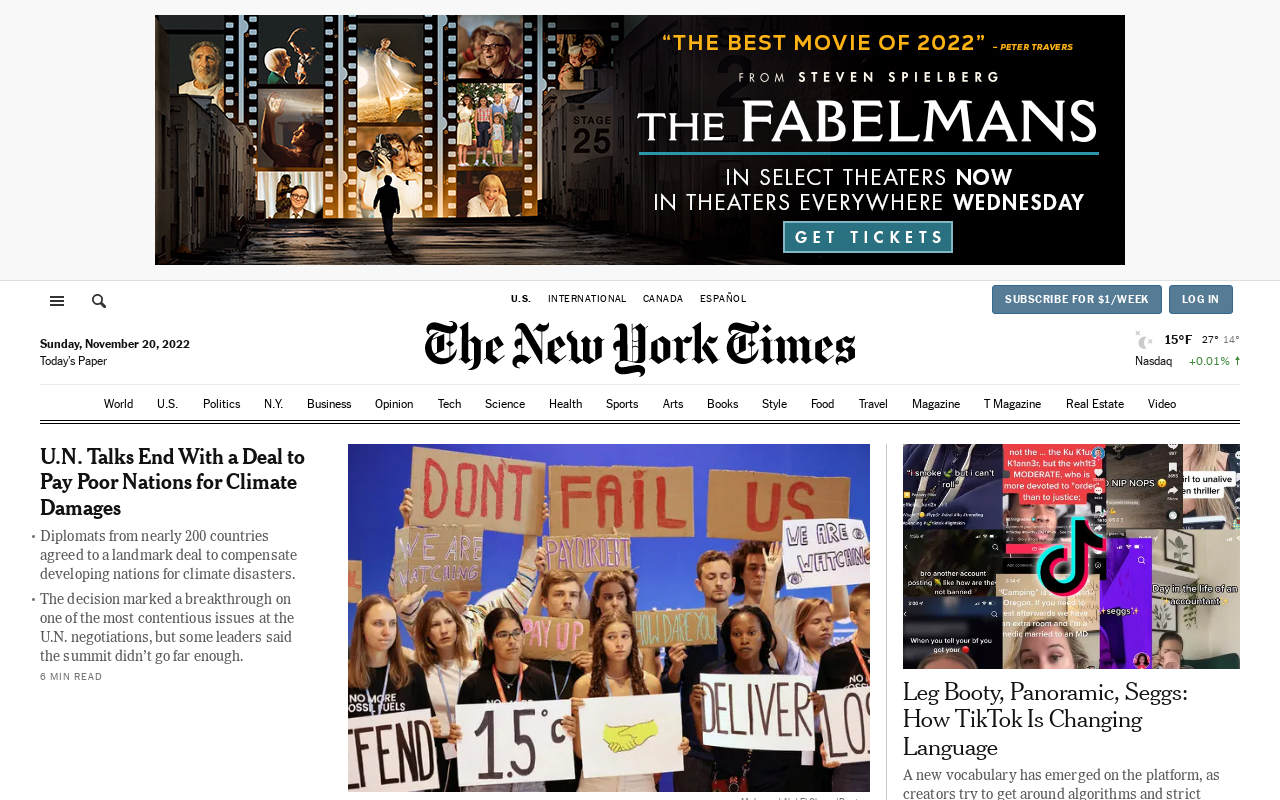 “THE BEST MOVIE OF 2022” – PETER TRAVERS
FROM STEVEN SPIELBERG
THE FABELMANS
IN SELECT THEATERS NOW
IN THEATERS EVERYWHERE WEDNESDAY
GET TICKETS
STAGE
25
U.S. INTERNATIONAL CANADA ESPAÑOL
SUBSCRIBE FOR $1/WEEK LOG IN
The New York Times
Sunday, November 20, 2022
Today’s Paper
15°F 27° 14°
Nasdaq +0.01% ↑
World U.S. Politics N.Y. Business Opinion Tech Science Health Sports Arts Books Style Food Travel Magazine T Magazine Real Estate Video
U.N. Talks End With a Deal to
Pay Poor Nations for Climate
Damages
• Diplomats from nearly 200 countries
agreed to a landmark deal to compensate
developing nations for climate disasters.
• The decision marked a breakthrough on
one of the most contentious issues at the
U.N. negotiations, but some leaders said
the summit didn’t go far enough.
6 MIN READ
DON'T FAIL US
WE ARE
WATCHING
PAY UP
HOW DARE YOU
WE ARE
WATCHING
NO MORE
FOSSIL FUELS
1.5°C
DELIVER
"i smoke but i can't
roll"
not the ... the Ku K1ux
K1ann3r, but the wh1t3
MODERATE, who is
more devoted to "order"
than to justice;
NO NIP NOPS
girl to unalive
en thriller
bro another account
posting like how are they
not banned
"Camping" is
Oregon. If you need
est afterwards we have
an extra room and i'm a
medic married to an MD
"seggs"
Day in the life of an
accountant
When you tell your bf you
got your
Leg Booty, Panoramic, Seggs:
How TikTok Is Changing
Language
A new vocabulary has emerged on the platform, as
creators try to get around algorithms and strict